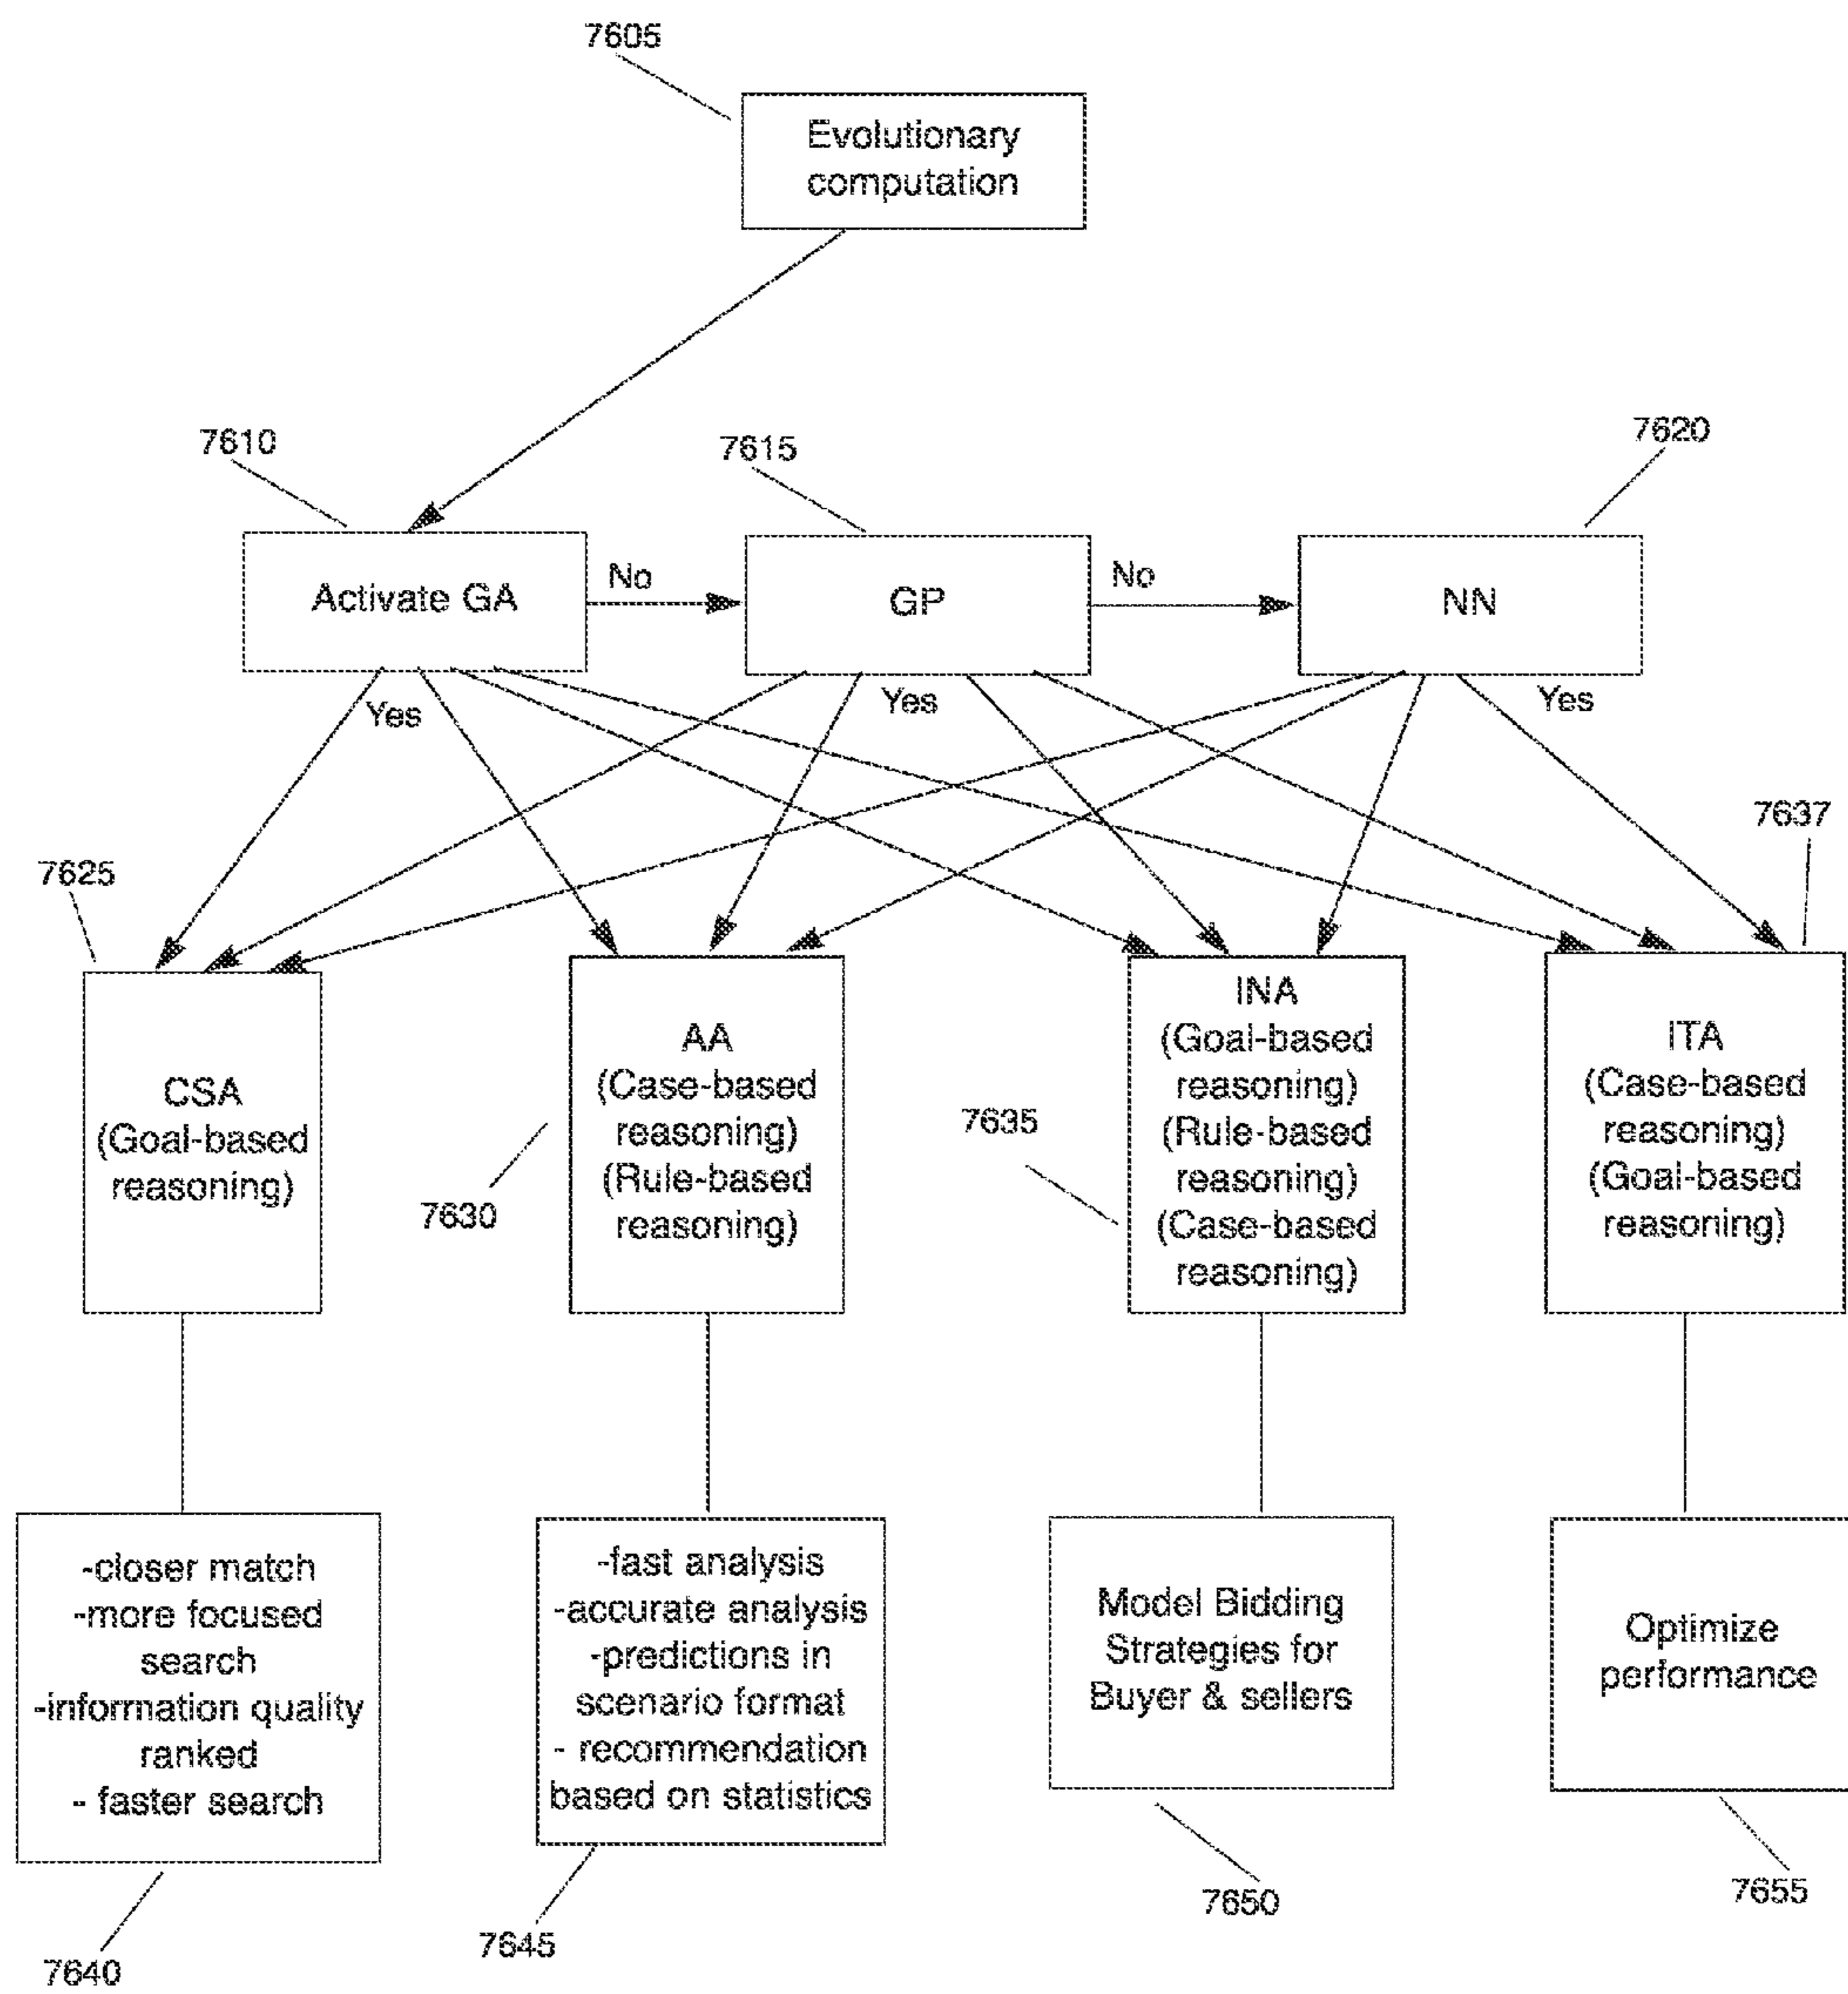 7605
Evolutionary
computation
7610
7615
7620
Activate GA
No
GP
No
NN
Yes
Yes
Yes
7637
7625
CSA
(Goal-based
reasoning)
AA
(Case-based
reasoning)
(Rule-based
reasoning)
7630
7635
INA
(Goal-based
reasoning)
(Rule-based
reasoning)
(Case-based
reasoning)
ITA
(Case-based
reasoning)
(Goal-based
reasoning)
-closer match
-more focused
search
-information quality
ranked
- faster search
-fast analysis
-accurate analysis
-predictions in
scenario format
- recommendation
based on statistics
Model Bidding
Strategies for
Buyer & sellers
Optimize
performance
7640
7645
7650
7655